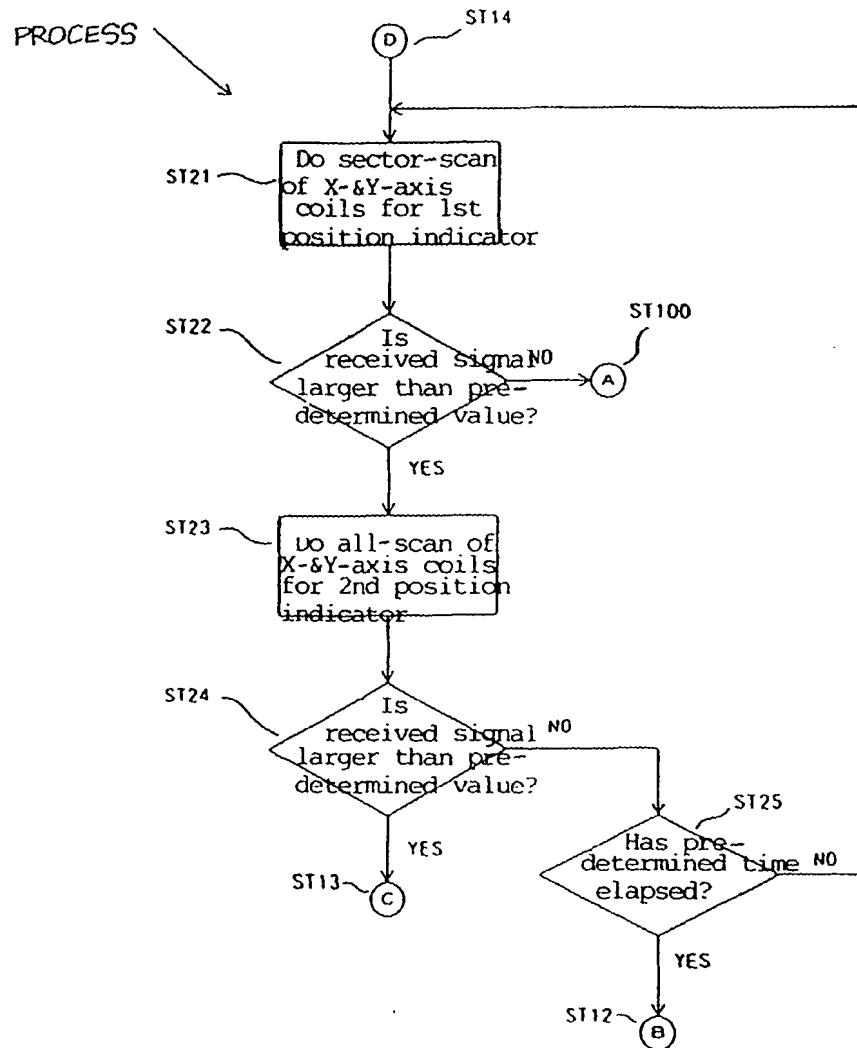 PROCESS
D
ST14
ST21
Do sector-scan
of X-&Y-axis
coils for 1st
position indicator
ST22
Is
received signal
larger than pre-
determined value?
NO
ST100
A
YES
ST23
Do all-scan of
X-&Y-axis coils
for 2nd position
indicator
ST24
Is
received signal
larger than pre-
determined value?
NO
YES
ST13
C
ST25
Has pre-
determined time
elapsed?
NO
YES
ST12
B